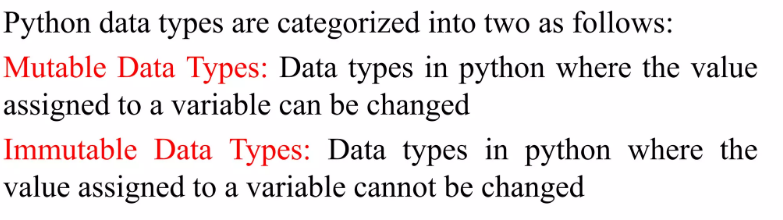 Python data types are categorized into two as follows:
Mutable Data Types: Data types in python where the value
assigned to a variable can be changed
Immutable Data Types: Data types in python where the
value assigned to a variable cannot be changed